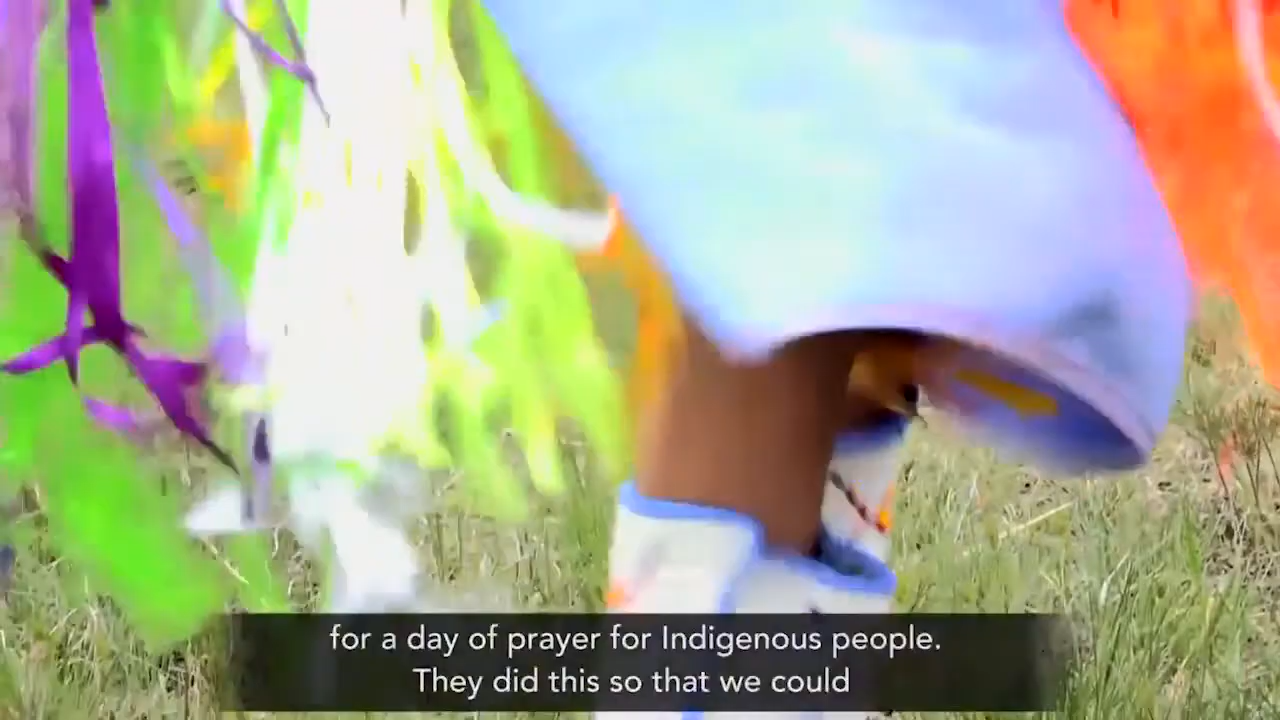 for a day of prayer for Indigenous people.
They did this so that we could